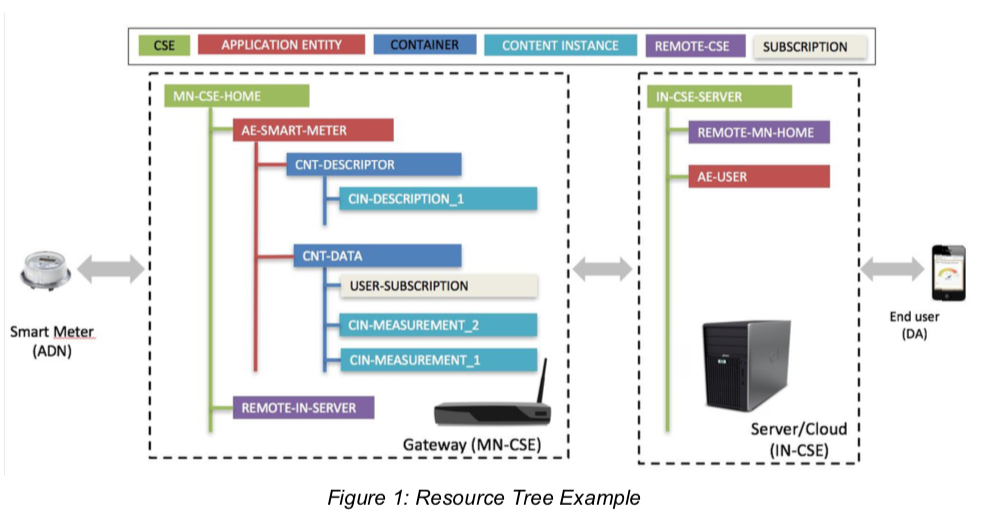 CSE
APPLICATION ENTITY
CONTAINER
CONTENT INSTANCE
REMOTE-CSE
SUBSCRIPTION
MN-CSE-HOME
AE-SMART-METER
CNT-DESCRIPTOR
CIN-DESCRIPTION_1
CNT-DATA
USER-SUBSCRIPTION
CIN-MEASUREMENT_2
CIN-MEASUREMENT_1
REMOTE-IN-SERVER
Gateway (MN-CSE)
IN-CSE-SERVER
REMOTE-MN-HOME
AE-USER
Server/Cloud
(IN-CSE)
Smart Meter
(ADN)
End user
(DA)
Figure 1: Resource Tree Example